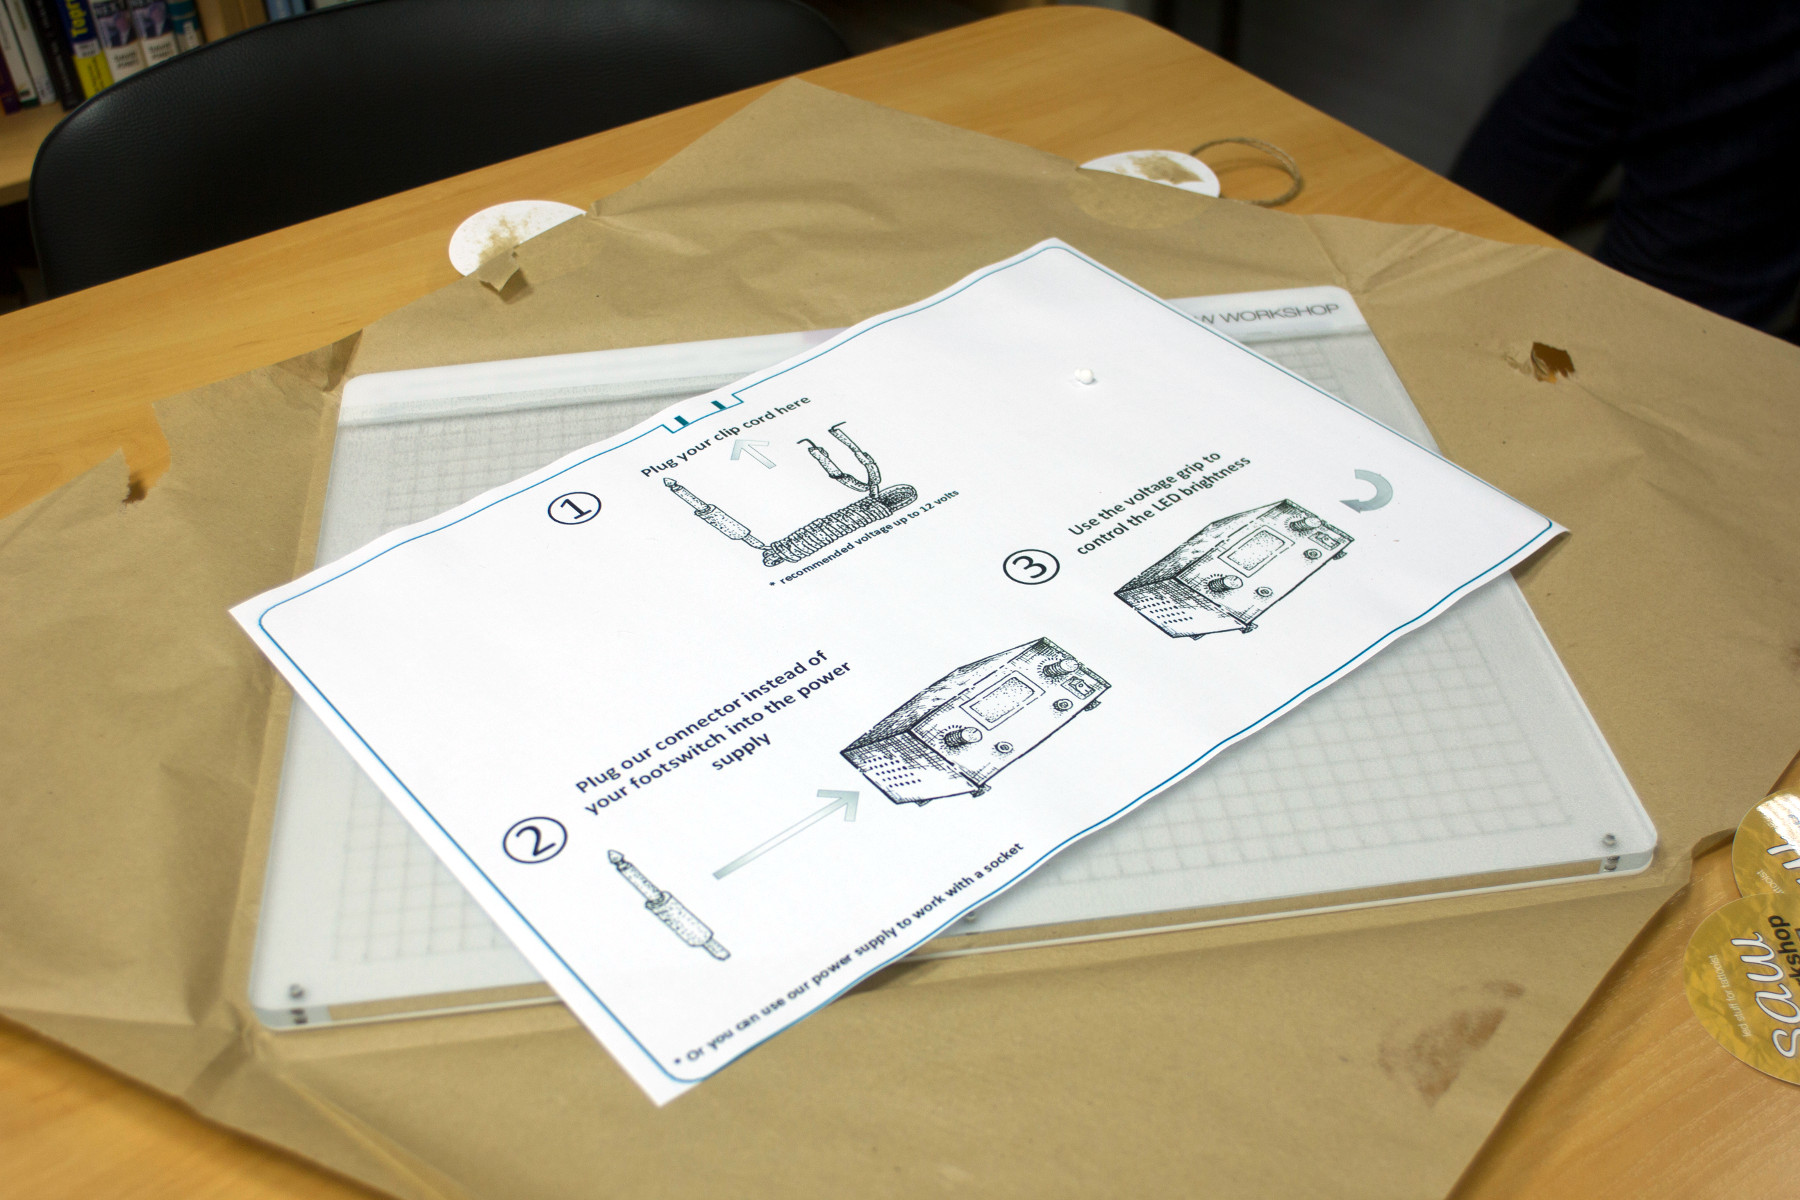 W WORKSHOP
1
Plug your clip cord here
* recommended voltage up to 12 volts
2
Plug our connector instead of
your footswitch into the power
supply
3
Use the voltage grip to
control the LED brightness
* Or you can use our power supply to work with a socket
saw
kshop